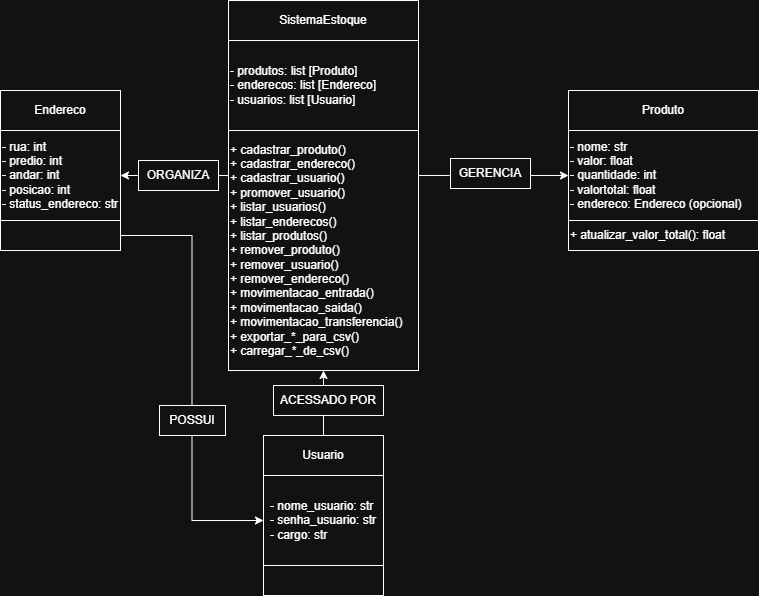 SistemaEstoque
- produtos: list [Produto]
- enderecos: list [Endereco]
- usuarios: list [Usuario]
+ cadastrar_produto()
+ cadastrar_endereco()
+ cadastrar_usuario()
+ promover_usuario()
+ listar_usuarios()
+ listar_enderecos()
+ listar_produtos()
+ remover_produto()
+ remover_usuario()
+ remover_endereco()
+ movimentacao_entrada()
+ movimentacao_saida()
+ movimentacao_transferencia()
+ exportar_*_para_csv()
+ carregar_*_de_csv()
Endereco
- rua: int
- predio: int
- andar: int
- posicao: int
- status_endereco: str
ORGANIZA
GERENCIA
Produto
- nome: str
- valor: float
- quantidade: int
- valortotal: float
- endereco: Endereco (opcional)
+ atualizar_valor_total(): float
ACESSADO POR
POSSUI
Usuario
- nome_usuario: str
- senha_usuario: str
- cargo: str